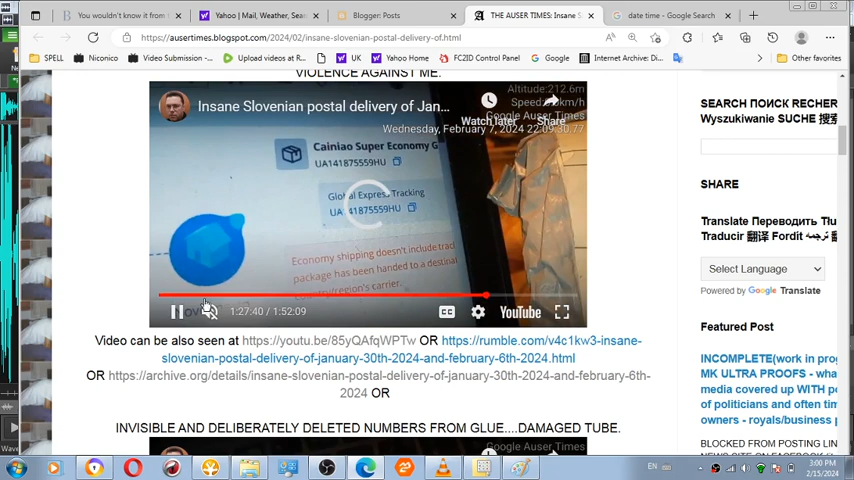 You wouldn't know it from
Yahoo | Mail, Weather, Sea
Blogger: Posts
THE AUSER TIMES: Insane S
date time - Google Search
https://ausertimes.blogspot.com/2024/02/insane-slovenian-postal-delivery-of.html
SPELL
Niconico
Video Submission -
Upload videos at R
UK
Yahoo Home
FC2ID Control Panel
Google
Internet Archive: Di
Other favorites
VIOLENCE AGAINST ME.
Insane Slovenian postal delivery of Jan...
Altitude:212.6m
Google Auser Times
Watch later
Share
Wednesday, February 7, 2024 22:09:30.77
Cainiao Super Economy G
UA141875559HU
Global Express Tracking
UA141875559HU
Economy shipping doesn't include trac
package has been handed to a destinat
country/region's carrier.
1:27:40 / 1:52:09
YouTube
Video can be also seen at https://youtu.be/85yQAfqWPTw OR https://rumble.com/v4c1kw3-insane-
slovenian-postal-delivery-of-january-30th-2024-and-february-6th-2024.html
OR https://archive.org/details/insane-slovenian-postal-delivery-of-january-30th-2024-and-february-6th-
2024 OR
INVISIBLE AND DELIBERATELY DELETED NUMBERS FROM GLUE....DAMAGED TUBE.
Google Auser Times
SEARCH ПОИСК RECHER
Wyszukiwanie SUCHE 搜索
SHARE
Translate Переводить Tłu
Traducir 翻译 Fordít ترجمة
Select Language
Powered by Google Translate
Featured Post
INCOMPLETE(work in prog
MK ULTRA PROOFS - wha
media covered up WITH po
of politicians and often tim
owners - royals/business p
BLOCKED FROM POSTING LIN
EN
3:00 PM
2/15/2024